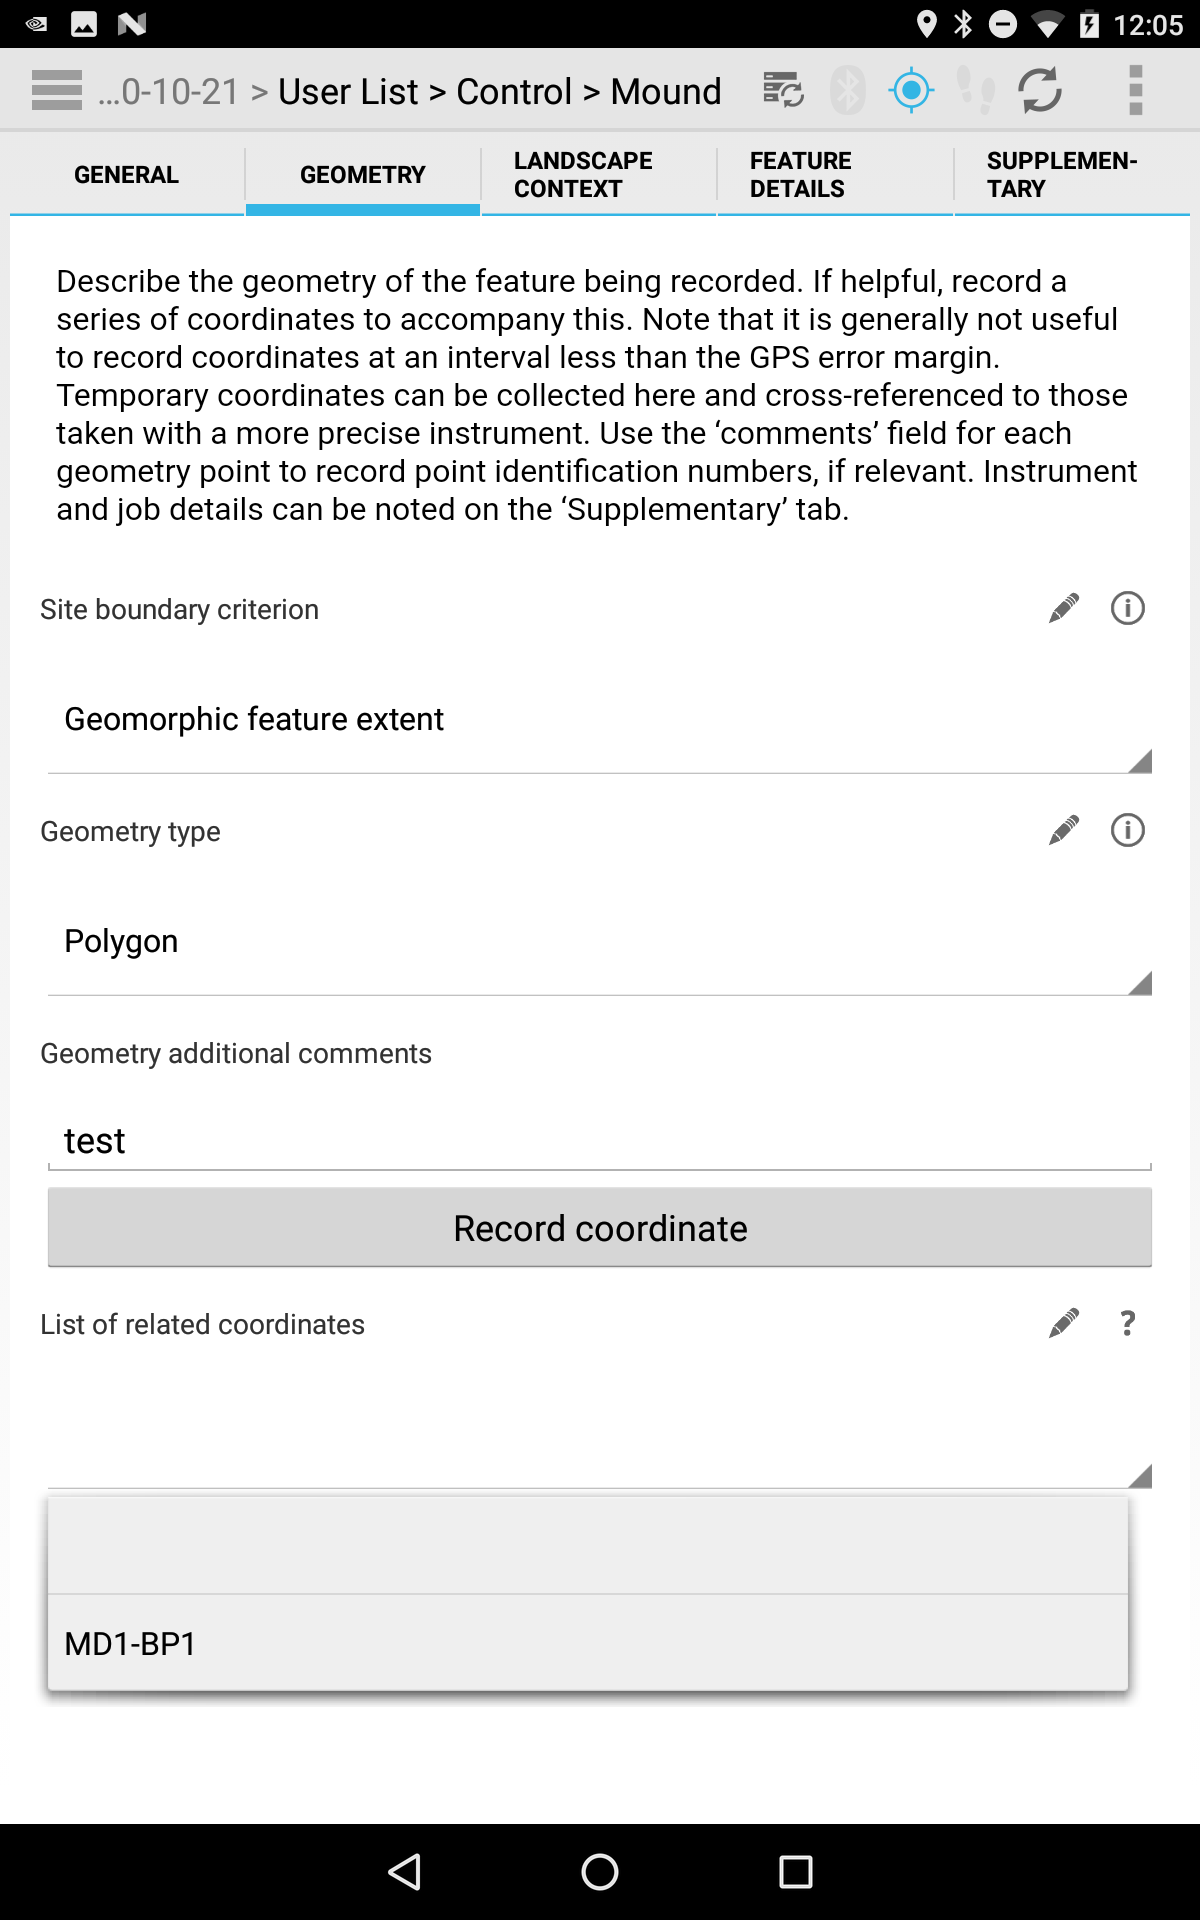 12:05
...0-10-21 > User List > Control > Mound
GENERAL
GEOMETRY
LANDSCAPE
CONTEXT
FEATURE
DETAILS
SUPPLEMEN-
TARY
Describe the geometry of the feature being recorded. If helpful, record a
series of coordinates to accompany this. Note that it is generally not useful
to record coordinates at an interval less than the GPS error margin.
Temporary coordinates can be collected here and cross-referenced to those
taken with a more precise instrument. Use the ‘comments’ field for each
geometry point to record point identification numbers, if relevant. Instrument
and job details can be noted on the ‘Supplementary’ tab.
Site boundary criterion
Geomorphic feature extent
Geometry type
Polygon
Geometry additional comments
test
Record coordinate
List of related coordinates
?
MD1-BP1